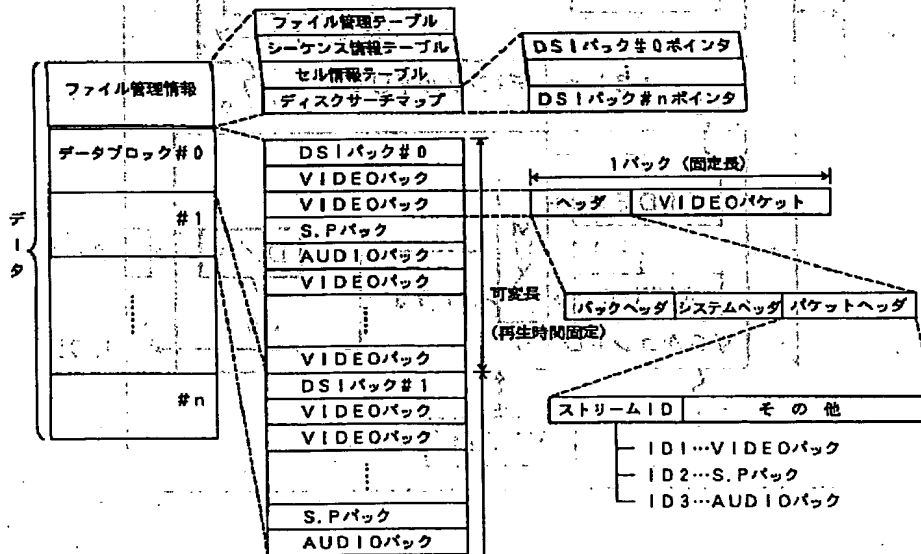 ファイル管理テーブル
シーケンス情報テーブル
セル情報テーブル
ディスクサーチマップ
DSIパック#0ポインタ
DSIパック#nポインタ
ファイル管理情報
データブロック#0
#1
#n
データ
DSIパック#0
VIDEOパック
VIDEOパック
S.Pパック
AUDIOパック
VIDEOパック
VIDEOパック
DSIパック#1
VIDEOパック
VIDEOパック
S.Pパック
AUDIOパック
可変長
(再生時間固定)
1パック (固定長)
ヘッダ
VIDEOパケット
パックヘッダ
システムヘッダ
パケットヘッダ
ストリームID
その他
ID1…VIDEOパック
ID2…S.Pパック
ID3…AUDIOパック